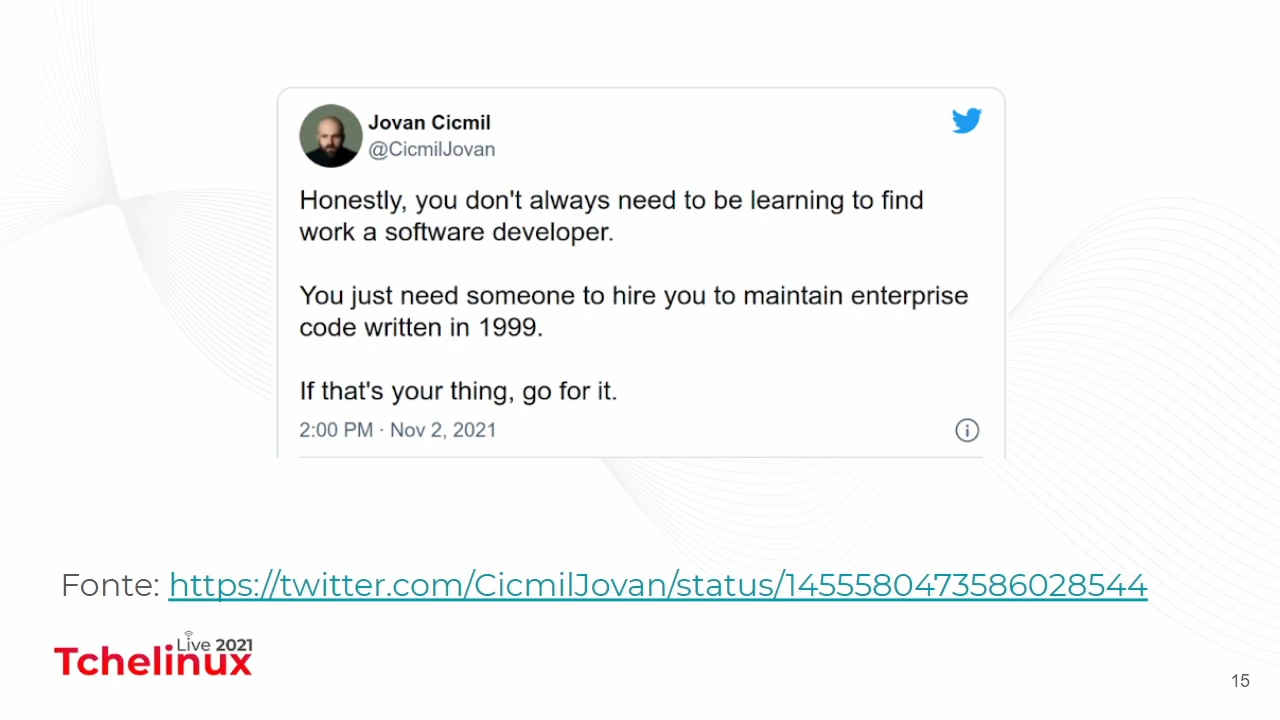 Jovan Cicmil
@CicmilJovan
Honestly, you don't always need to be learning to find
work a software developer.
You just need someone to hire you to maintain enterprise
code written in 1999.
If that's your thing, go for it.
2:00 PM · Nov 2, 2021
Fonte: https://twitter.com/CicmilJovan/status/1455580473586028544
Live 2021
Tchelinux
15